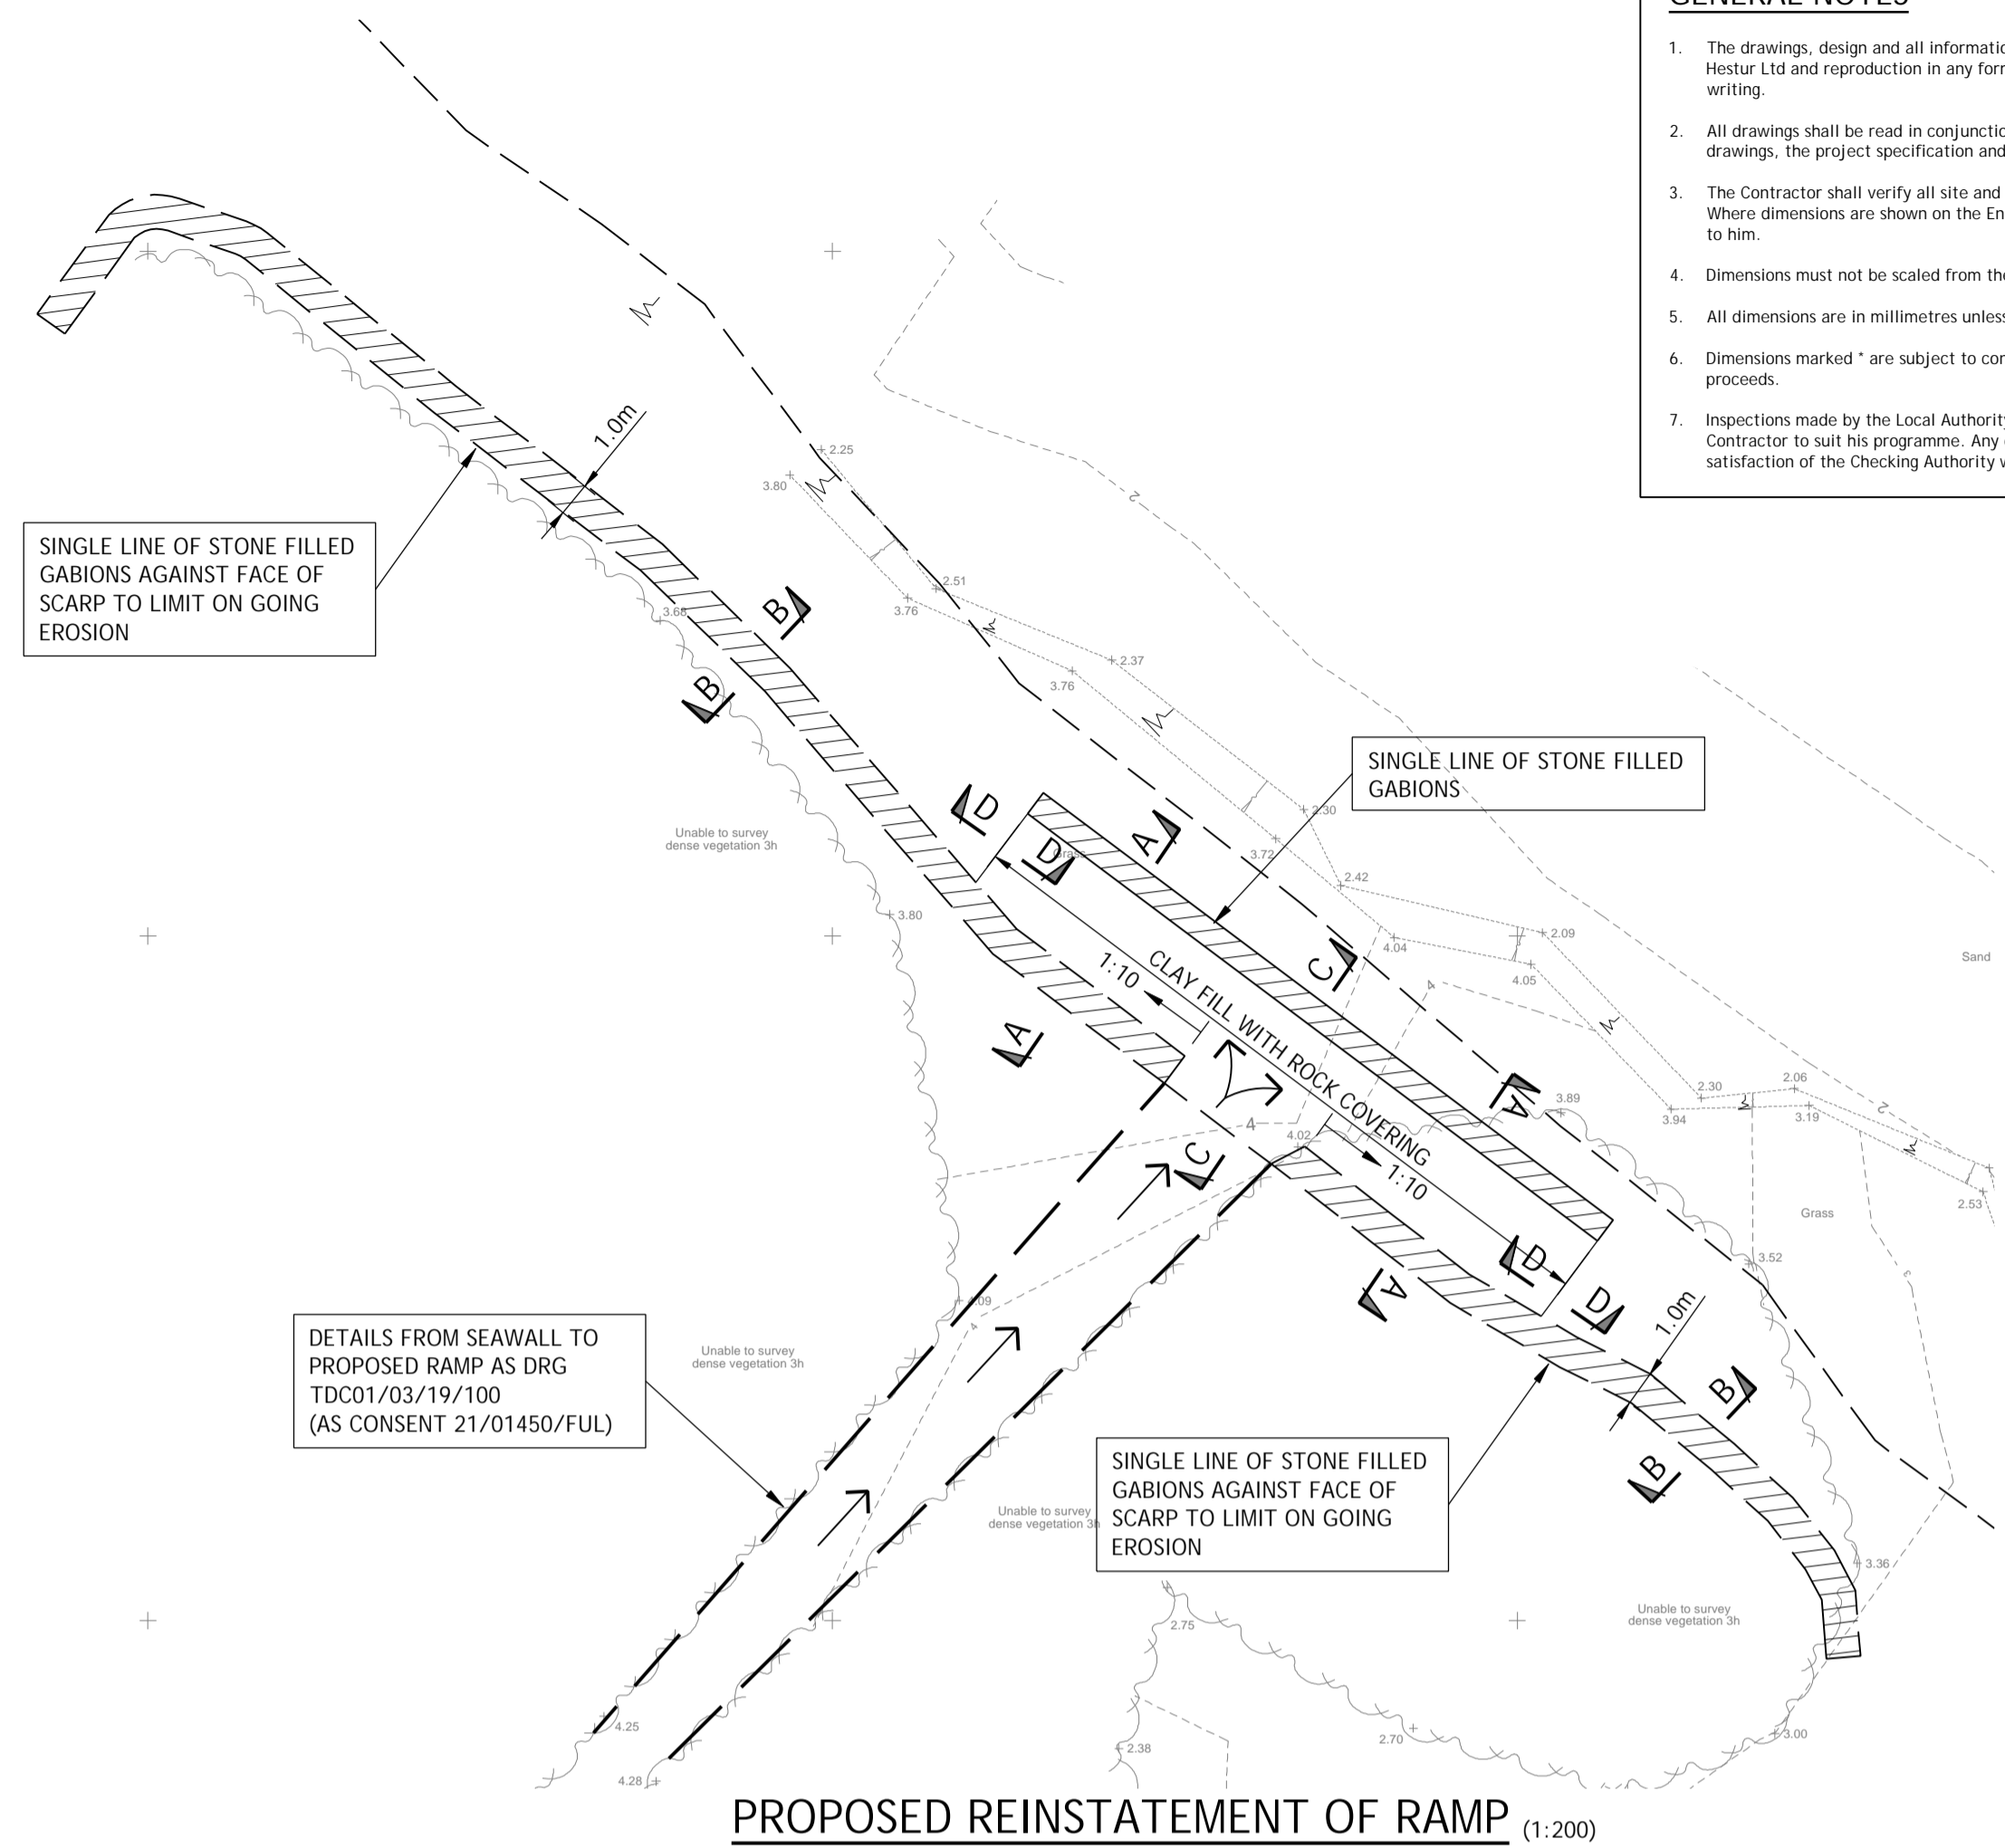 GENERAL NOTES
1. The drawings, design and all
Hestur Ltd and reproduction in any
writing.
2. All drawings shall be read in
drawings, the project specification and
3. The Contractor shall verify all site and
Where dimensions are shown on the
to him.
4. Dimensions must not be scaled from
5. All dimensions are in millimetres
6. Dimensions marked * are subject to
proceeds.
7. Inspections made by the Local
Contractor to suit his programme. Any
satisfaction of the Checking Authority
1.0m
2.25
3.80
2
SINGLE LINE OF STONE FILLED
GABIONS AGAINST FACE OF
SCARP TO LIMIT ON GOING
EROSION
2.51
3.76
3.68
B
B
2.37
3.76
SINGLE LINE OF STONE FILLED
GABIONS
D
D
Grass
A
2.30
3.72
Unable to survey
dense vegetation 3h
2.42
3.80
4.04
2.09
4.05
Sand
C
4
1:10
CLAY FILL WITH ROCK COVERING
A
A
3.89
2.30
2.06
3.94
3.19
2
4
4.02
C
1:10
2.53
Grass
3.52
3
D
D
A
1.0m
4.09
4
DETAILS FROM SEAWALL TO
PROPOSED RAMP AS DRG
TDC01/03/19/100
(AS CONSENT 21/01450/FUL)
Unable to survey
dense vegetation 3h
B
B
SINGLE LINE OF STONE FILLED
GABIONS AGAINST FACE OF
SCARP TO LIMIT ON GOING
EROSION
Unable to survey
dense vegetation 3h
3.36
Unable to survey
dense vegetation 3h
2.75
4.25
2.70
3.00
2.38
4.28
PROPOSED REINSTATEMENT OF RAMP (1:200)